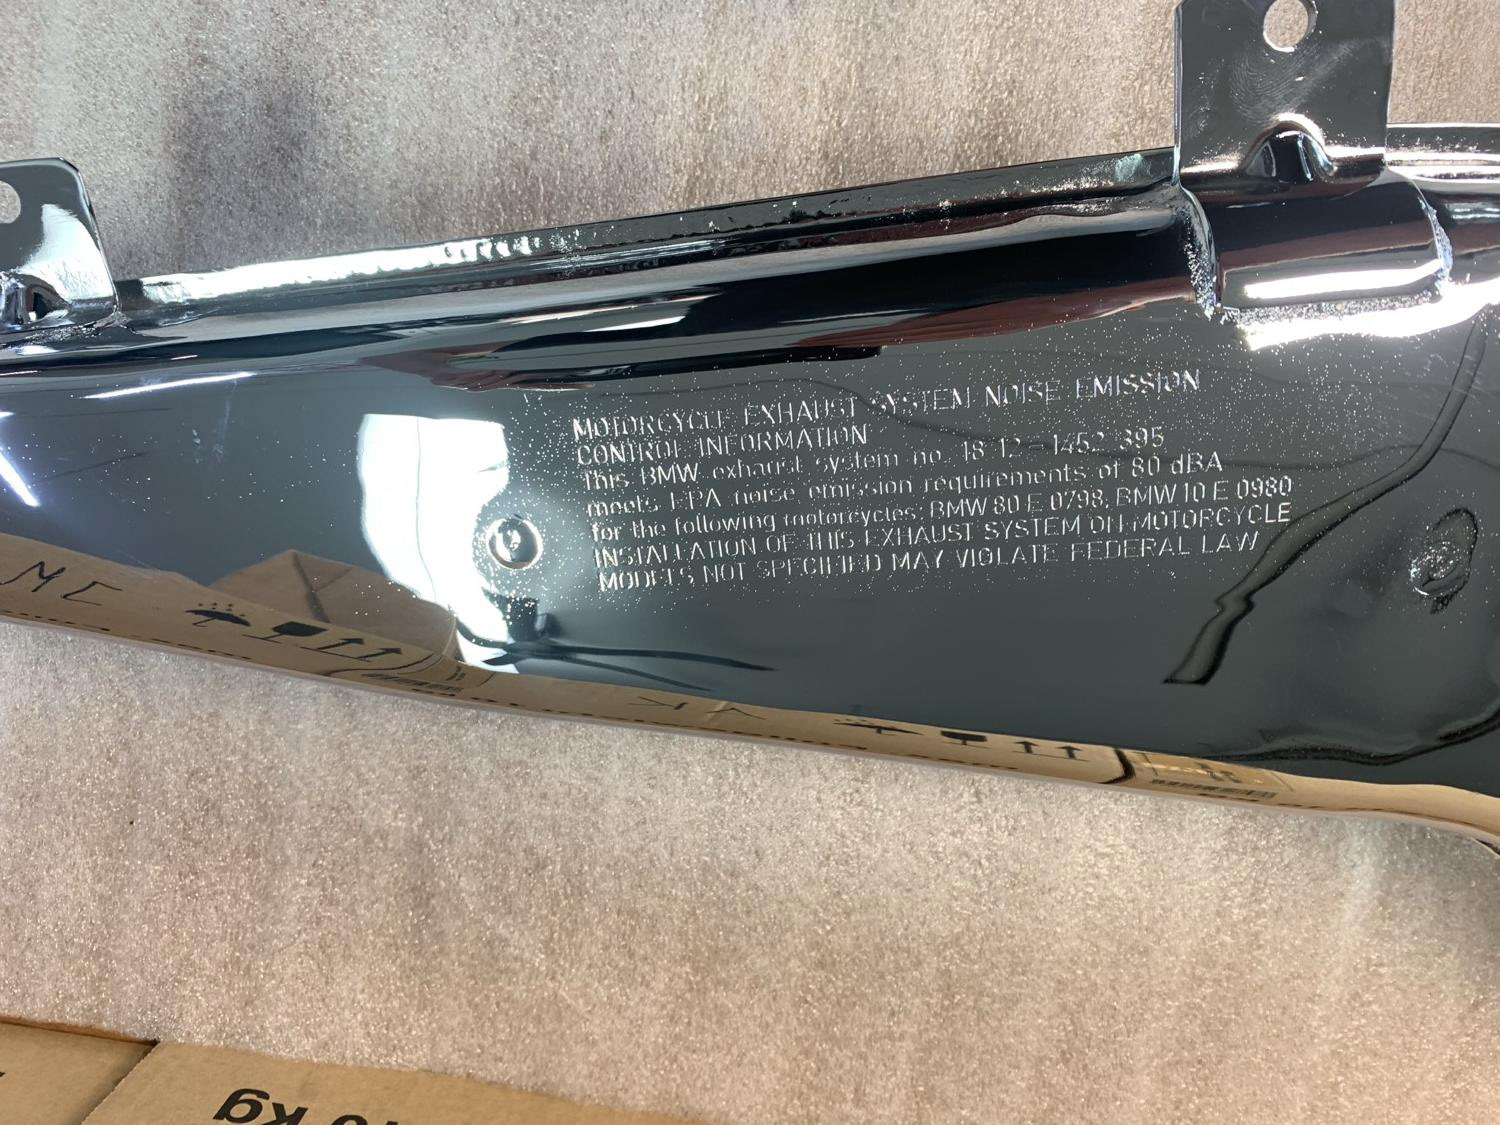 MOTORCYCLE EXHAUST SYSTEM NOISE EMISSION
CONTROL INFORMATION
This BMW exhaust system no. 18 12 - 1452 395
meets EPA noise emission requirements of 80 dBA
for the following motorcycles: BMW 80 E 0798, BMW 10 E 0980
INSTALLATION OF THIS EXHAUST SYSTEM ON MOTORCYCLE
MODELS NOT SPECIFIED MAY VIOLATE FEDERAL LAW
kg